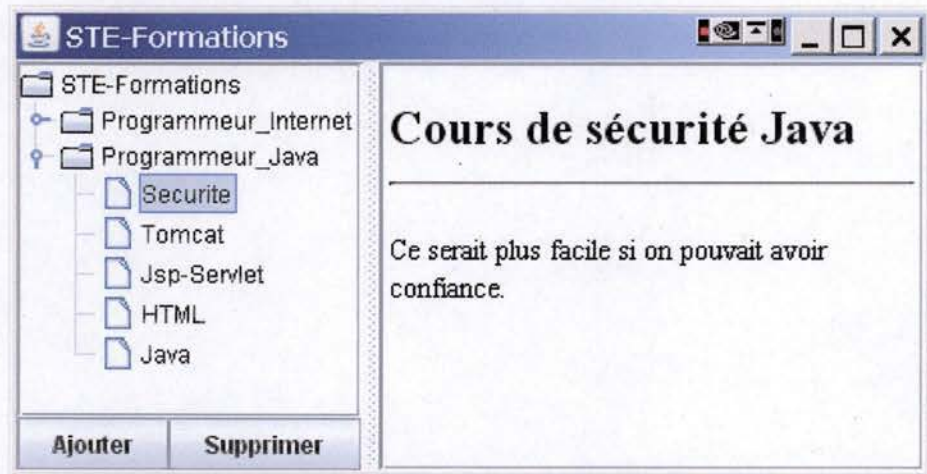 STE-Formations
STE-Formations
Programmeur_Internet
Programmeur_Java
Securite
Tomcat
Jsp-Servlet
HTML
Java
Ajouter
Supprimer
Cours de sécurité Java
Ce serait plus facile si on pouvait avoir
confiance.